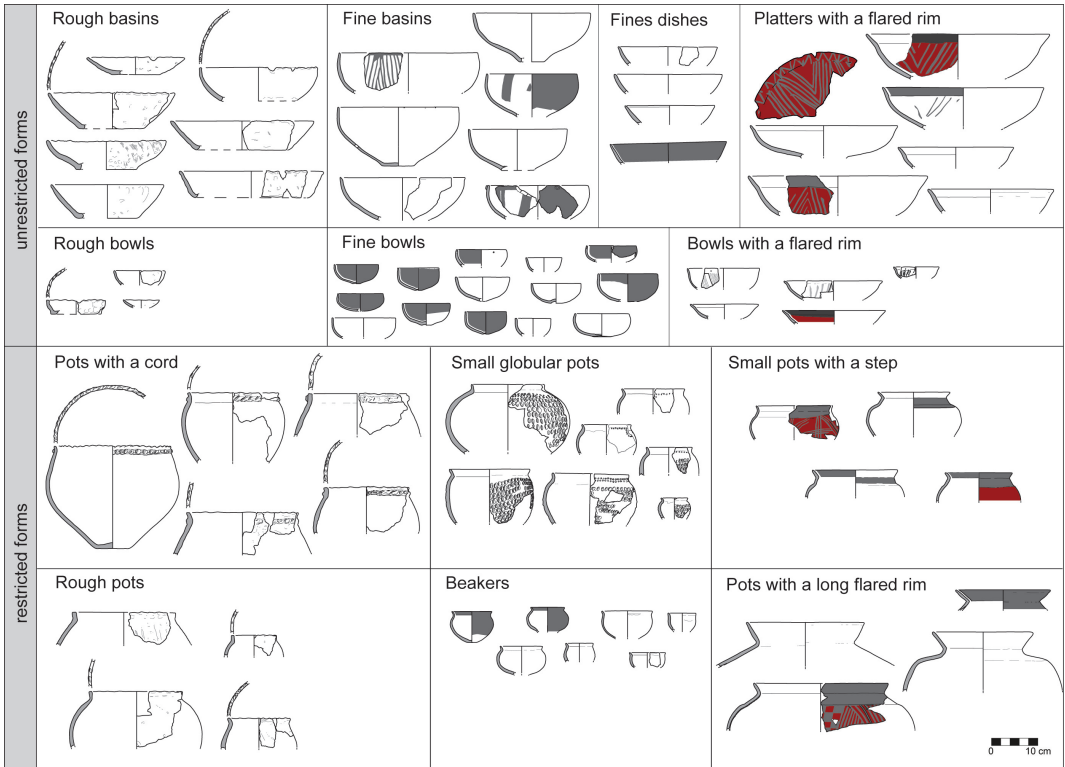 unrestricted forms
Rough basins
Fine basins
Fines dishes
Platters with a flared rim
Rough bowls
Fine bowls
Bowls with a flared rim
restricted forms
Pots with a cord
Small globular pots
Small pots with a step
Rough pots
Beakers
Pots with a long flared rim
0 10 cm